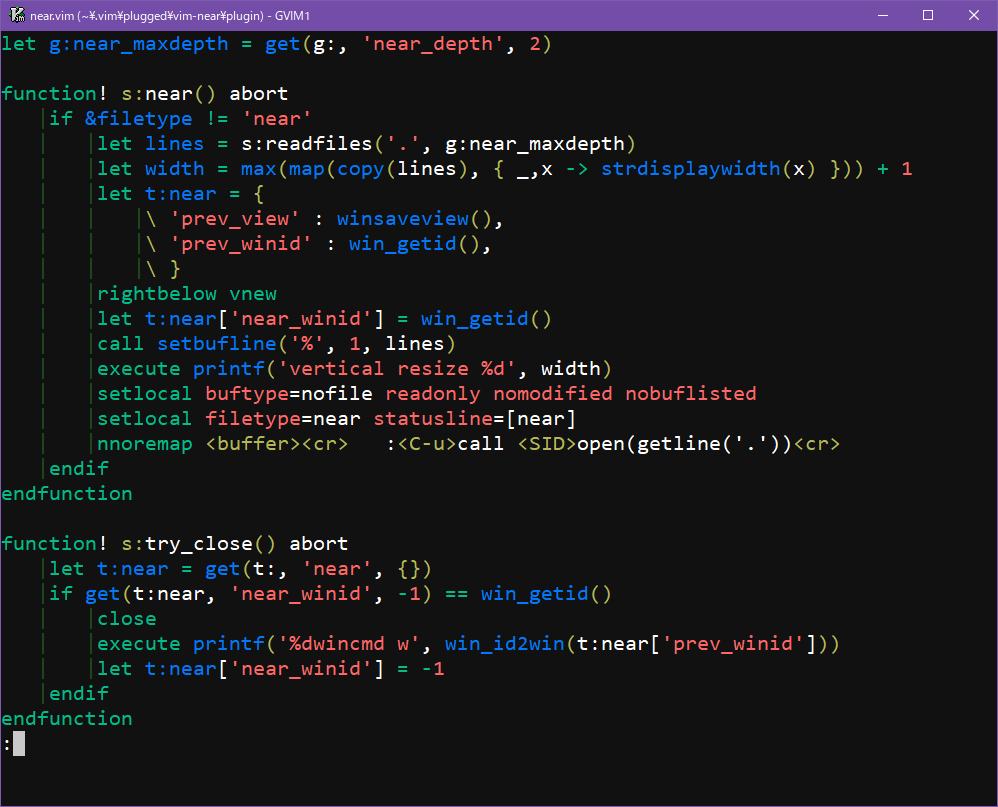 near.vim (~¥.vim¥plugged¥vim-near¥plugin) - GVIM1
let g:near_maxdepth = get(g:, 'near_depth', 2)

function! s:near() abort
    |if &filetype != 'near'
    |   |let lines = s:readfiles('.', g:near_maxdepth)
    |   |let width = max(map(copy(lines), { _,x -> strdisplaywidth(x) })) + 1
    |   |let t:near = {
    |   |   |\ 'prev_view' : winsaveview(),
    |   |   |\ 'prev_winid' : win_getid(),
    |   |   |\ }
    |   |rightbelow vnew
    |   |let t:near['near_winid'] = win_getid()
    |   |call setbufline('%', 1, lines)
    |   |execute printf('vertical resize %d', width)
    |   |setlocal buftype=nofile readonly nomodified nobuflisted
    |   |setlocal filetype=near statusline=[near]
    |   |nnoremap <buffer><cr>   :<C-u>call <SID>open(getline('.'))<cr>
    |endif
endfunction

function! s:try_close() abort
    |let t:near = get(t:, 'near', {})
    |if get(t:near, 'near_winid', -1) == win_getid()
    |   |close
    |   |execute printf('%dwincmd w', win_id2win(t:near['prev_winid']))
    |   |let t:near['near_winid'] = -1
    |endif
endfunction
: